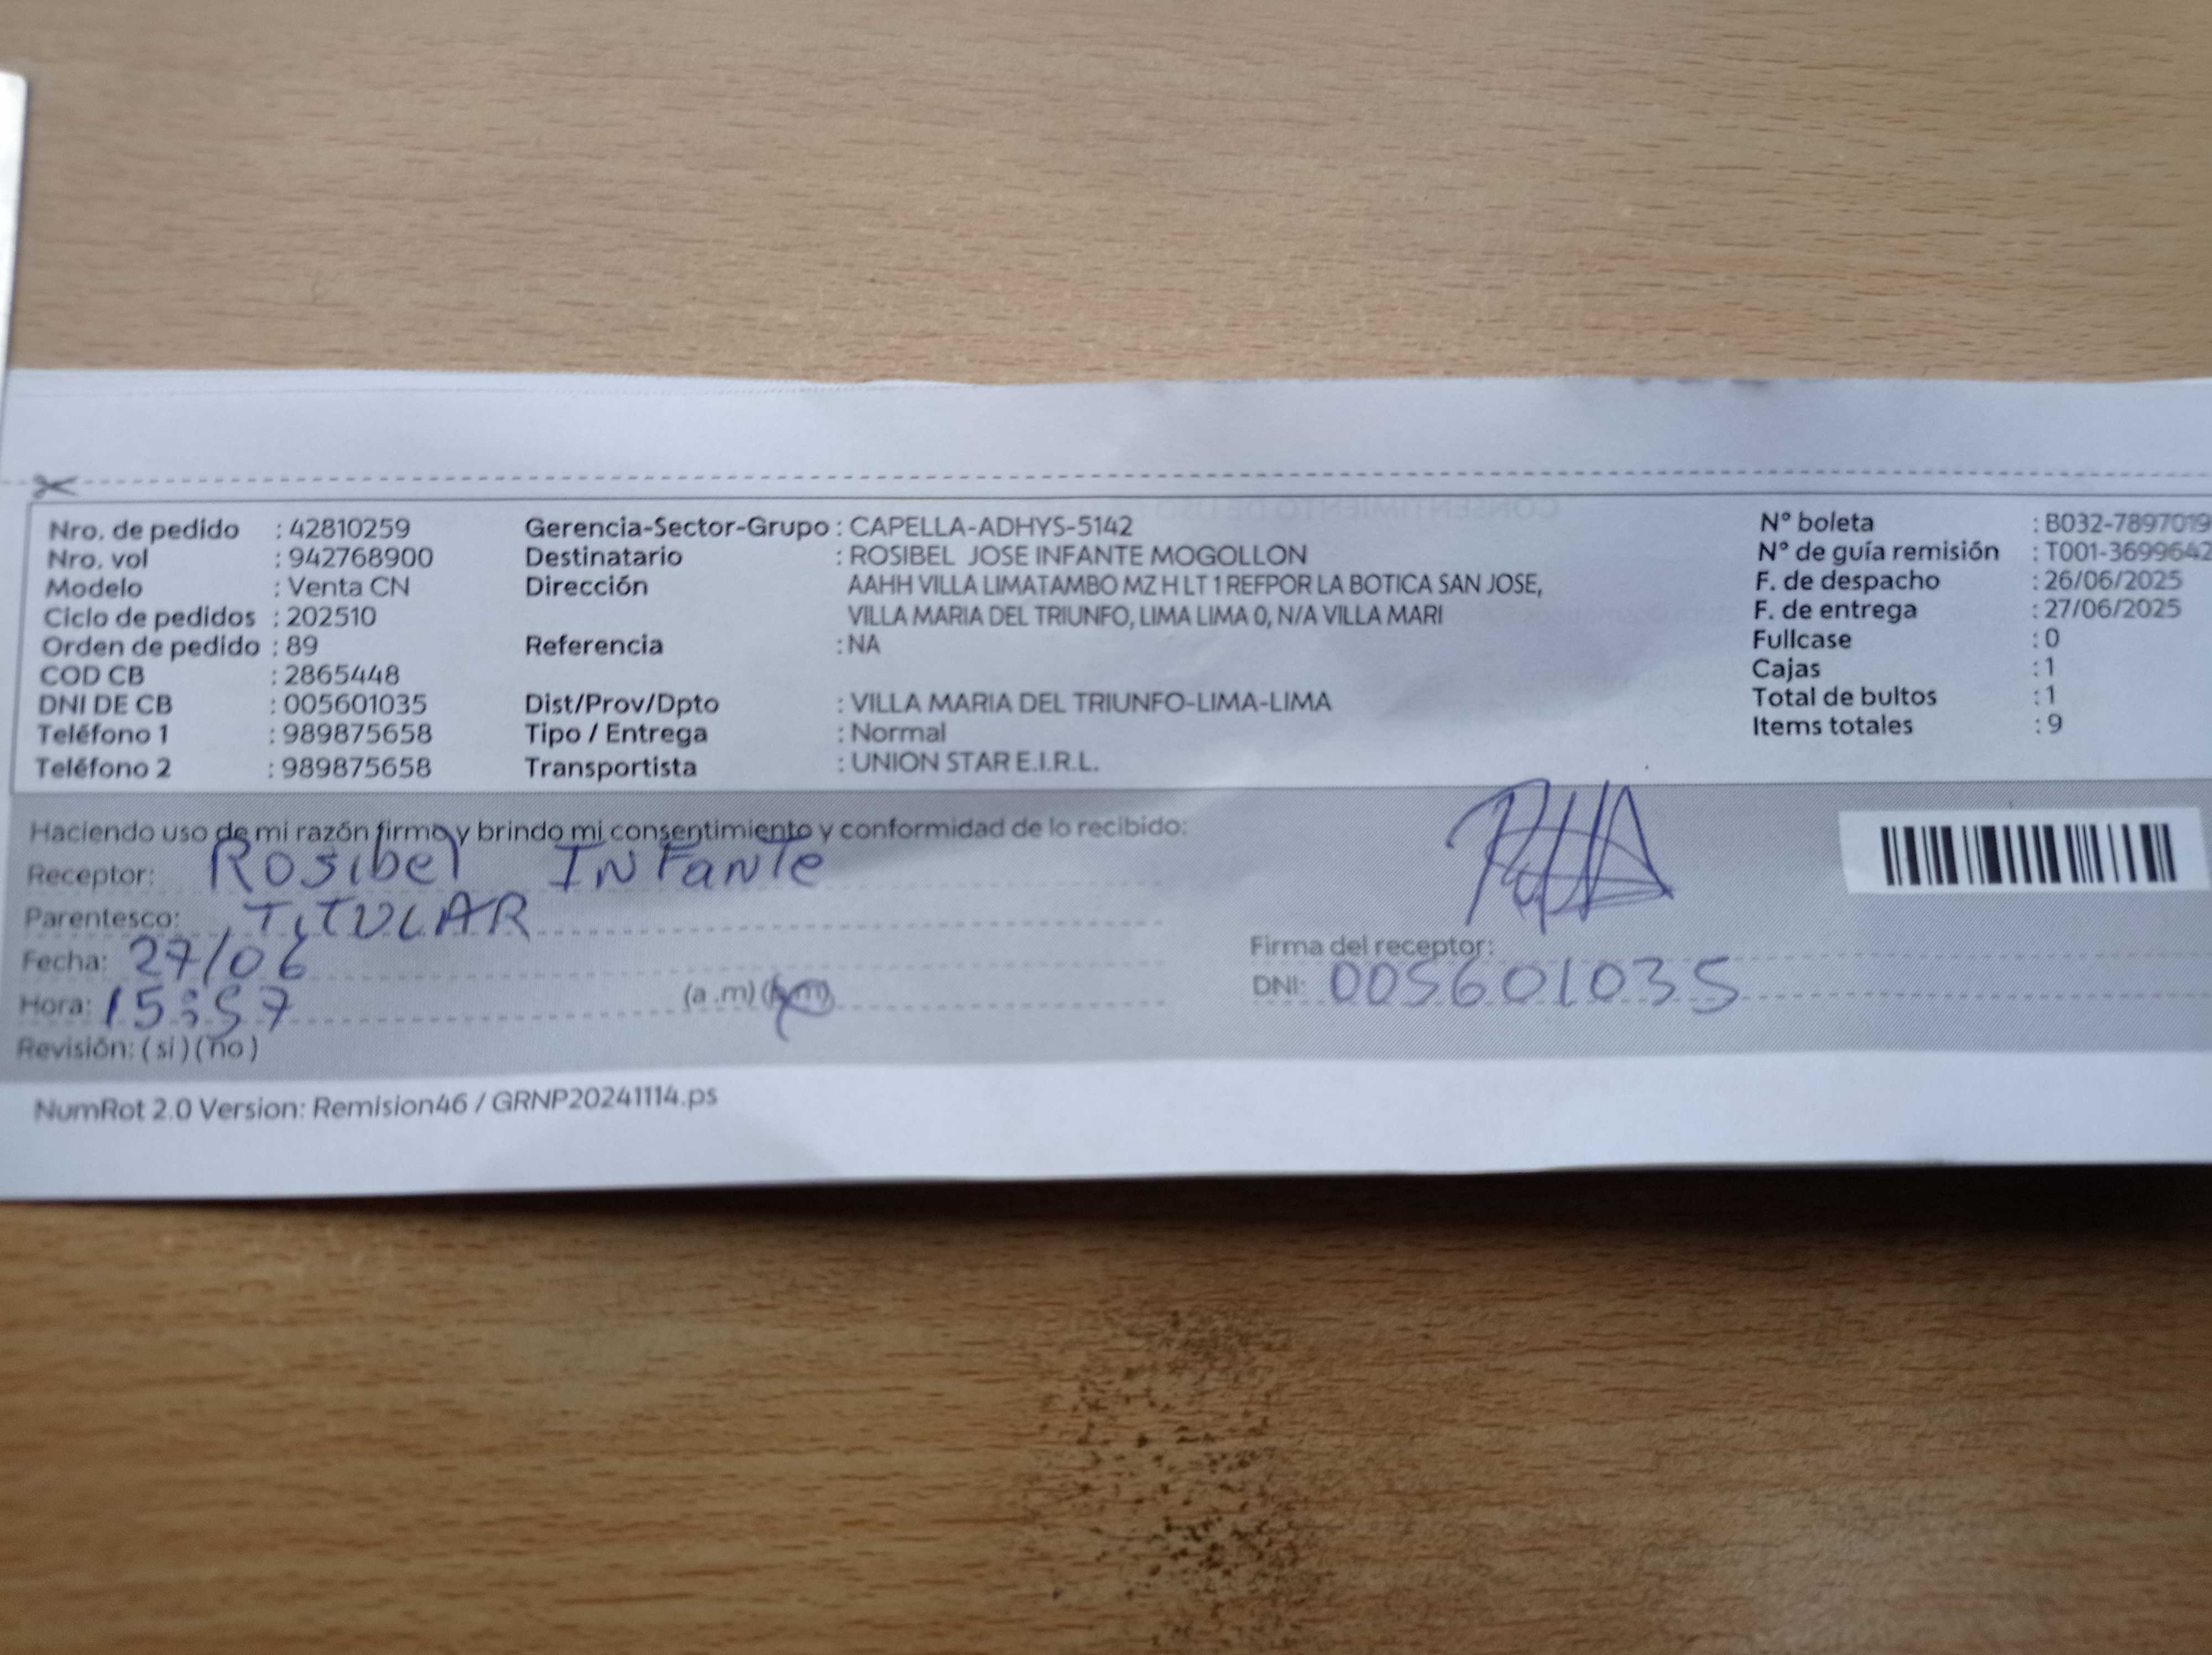 Nro. de pedido : 42810259
Nro. vol : 942768900
Modelo : Venta CN
Ciclo de pedidos : 202510
Orden de pedido : 89
COD CB : 2865448
DNI DE CB : 005601035
Teléfono 1 : 989875658
Teléfono 2 : 989875658
Gerencia-Sector-Grupo : CAPELLA-ADHYS-5142
Destinatario : ROSIBEL JOSE INFANTE MOGOLLON
Dirección AAHH VILLA LIMATAMBO MZ H LT 1 REFPOR LA BOTICA SAN JOSE,
VILLA MARIA DEL TRIUNFO, LIMA LIMA 0, N/A VILLA MARI
Referencia : NA
Dist/Prov/Dpto : VILLA MARIA DEL TRIUNFO-LIMA-LIMA
Tipo / Entrega : Normal
Transportista : UNION STAR E.I.R.L.
N° boleta : B032-7897019
N° de guía remisión : T001-3699642
F. de despacho : 26/06/2025
F. de entrega : 27/06/2025
Fullcase : 0
Cajas : 1
Total de bultos : 1
Items totales : 9
Haciendo uso de mi razón firmo y brindo mi consentimiento y conformidad de lo recibido:
Receptor: Rosibel INFante
Parentesco: TITULAR
Fecha: 27/06
Hora: 15:57 (a .m) (p.m)
Revisión: (si) (no)
Firma del receptor:
DNI: 005601035
NumRot 2.0 Version: Remision46 / GRNP20241114.ps